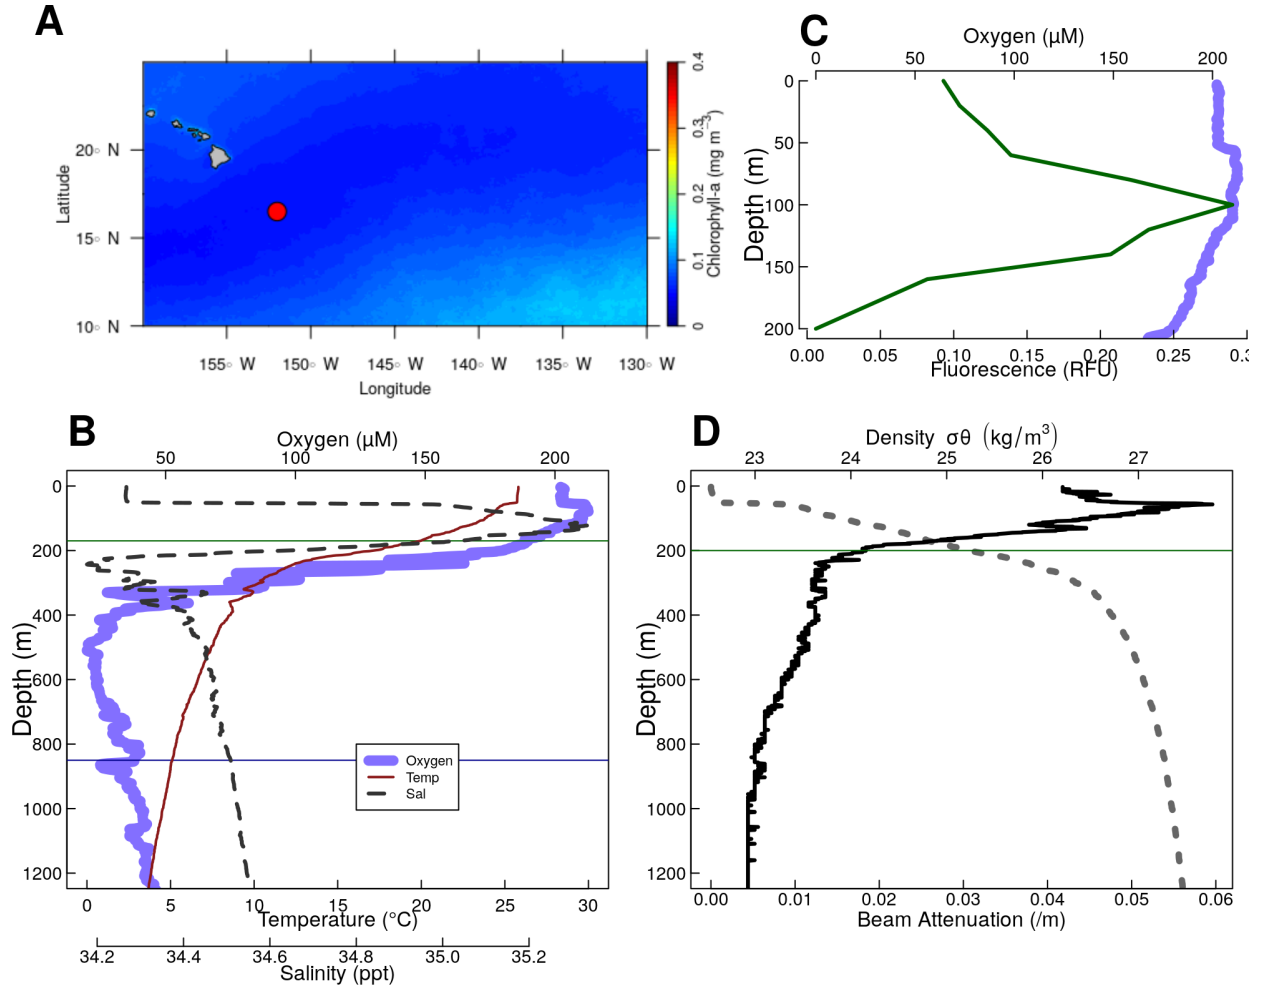 A
20° N
15° N
10° N
Latitude
155° W
150° W
145° W
140° W
135° W
130° W
Longitude
0
0.1
0.2
0.3
0.4
Chlorophyll-a (mg m⁻³)
C
Oxygen (µM)
0 50 100 150 200
0
50
100
150
200
Depth (m)
0.00 0.05 0.10 0.15 0.20 0.25
Fluorescence (RFU)
B
Oxygen (µM)
50 100 150 200
0
200
400
600
800
1000
1200
Depth (m)
Oxygen
Temp
Sal
0 5 10 15 20 25 30
Temperature (°C)
34.2 34.4 34.6 34.8 35.0 35.2
Salinity (ppt)
D
Density σθ (kg/m³)
23 24 25 26 27
0
200
400
600
800
1000
1200
Depth (m)
0.00 0.01 0.02 0.03 0.04 0.05 0.06
Beam Attenuation (/m)